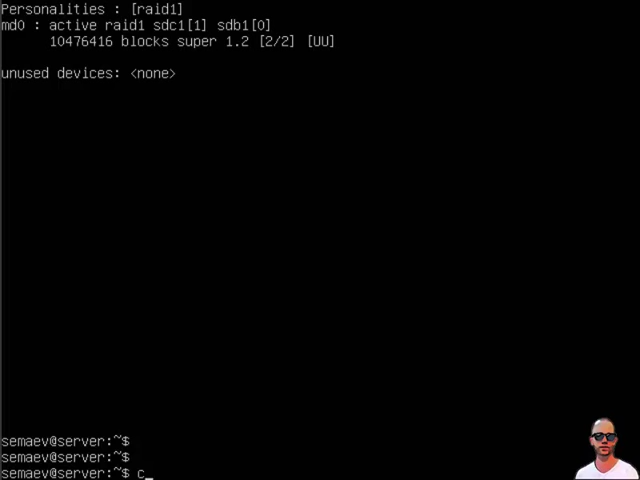 Personalities : [raid1]
md0 : active raid1 sdc1[1] sdb1[0]
      10476416 blocks super 1.2 [2/2] [UU]
unused devices: <none>
semaev@server:~$
semaev@server:~$
semaev@server:~$ c_